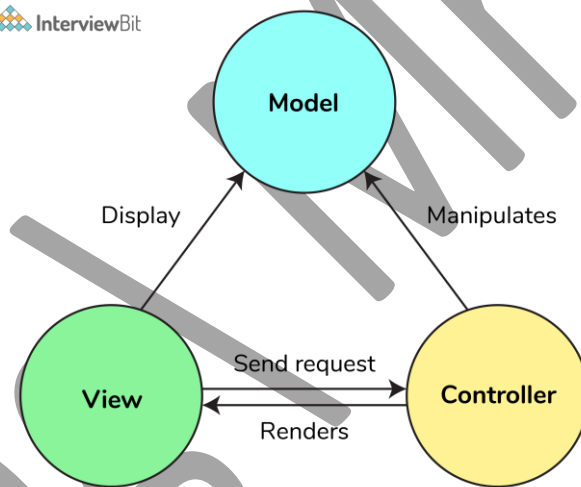 InterviewBit
Model
Display
Manipulates
Send request
View
Controller
Renders